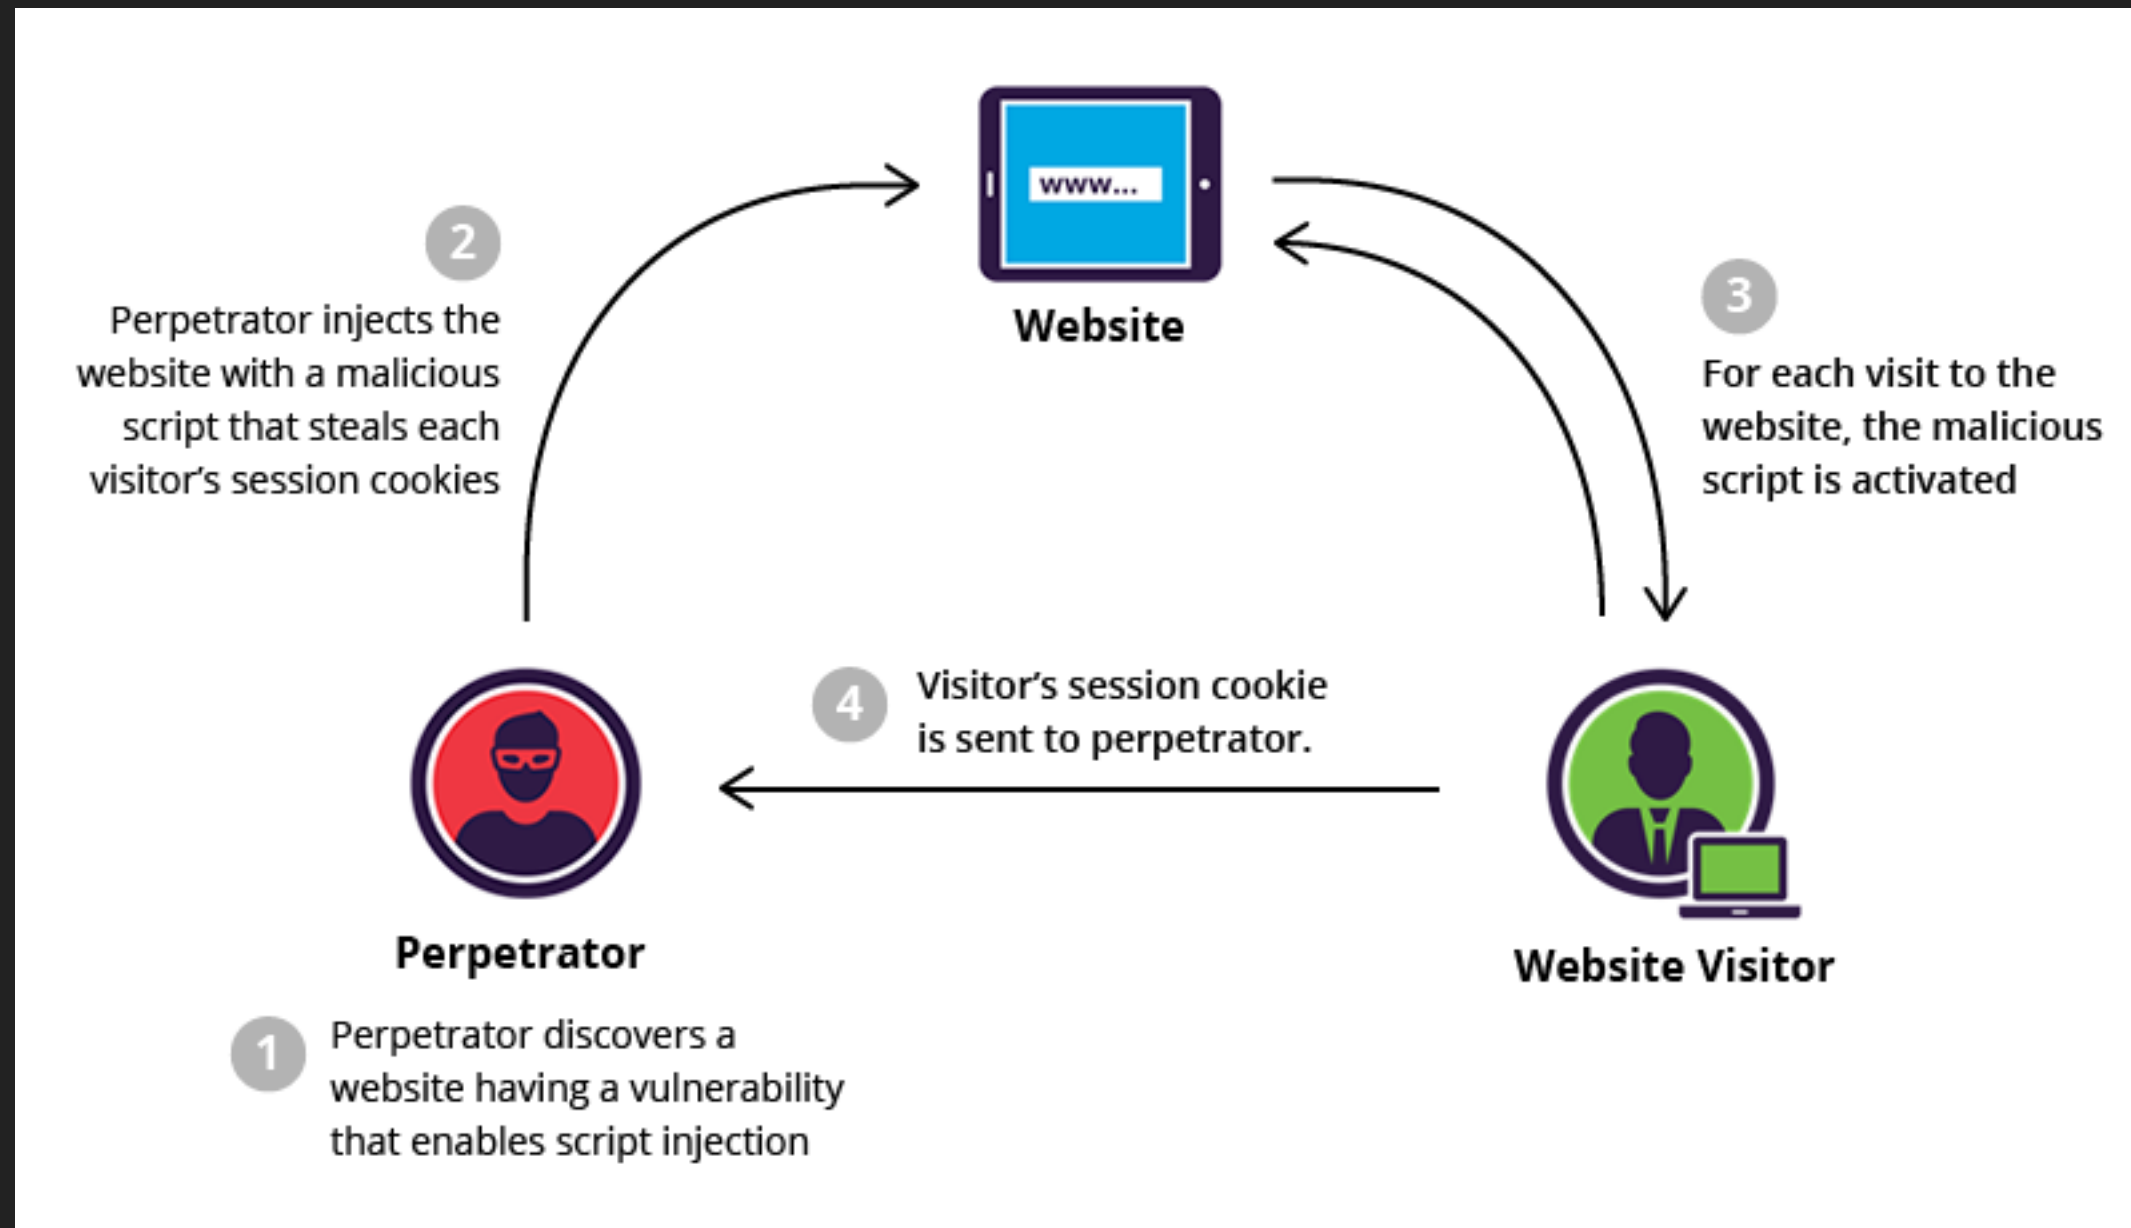 www...
Website
2
Perpetrator injects the
website with a malicious
script that steals each
visitor's session cookies
3
For each visit to the
website, the malicious
script is activated
4
Visitor's session cookie
is sent to perpetrator.
Perpetrator
Website Visitor
1
Perpetrator discovers a
website having a vulnerability
that enables script injection